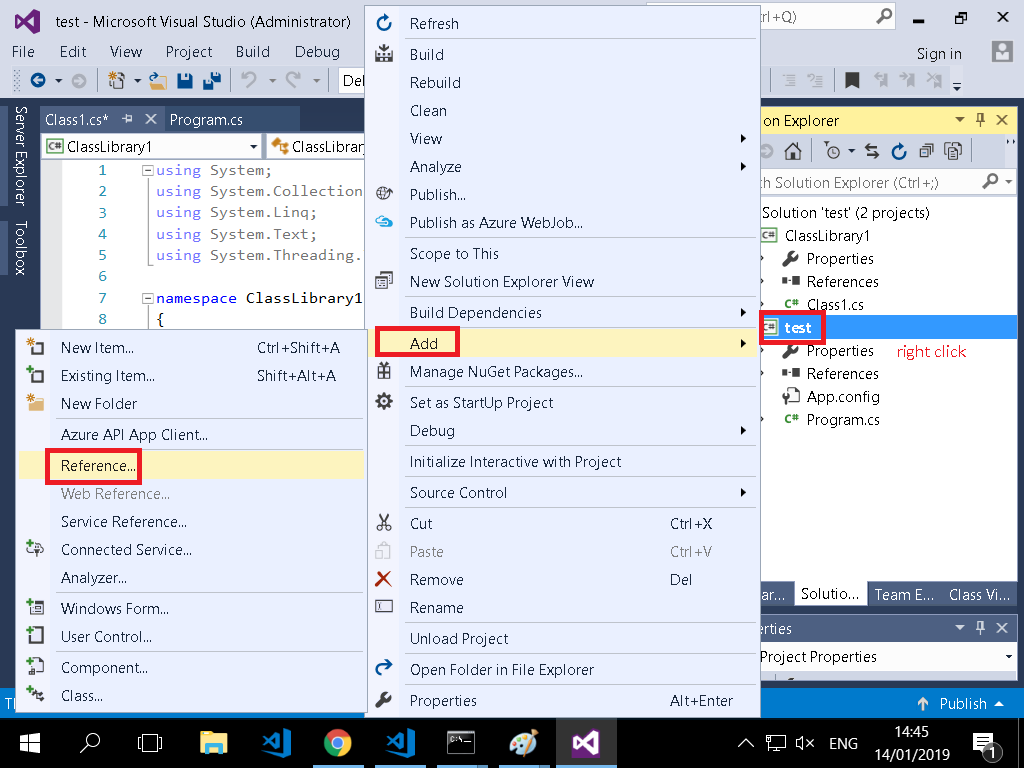 test - Microsoft Visual Studio (Administrator)
rl+Q)
File Edit View Project Build Debug
Sign in
Server Explorer
Toolbox
Class1.cs*
Program.cs
C# ClassLibrary1
ClassLibrar
1 using System;
2 using System.Collection
3 using System.Linq;
4 using System.Text;
5 using System.Threading.
6
7 namespace ClassLibrary1
8 {
Refresh
Build
Rebuild
Clean
View
Analyze
Publish...
Publish as Azure WebJob...
Scope to This
New Solution Explorer View
Build Dependencies
Add
Manage NuGet Packages...
Set as StartUp Project
Debug
Initialize Interactive with Project
Source Control
Cut Ctrl+X
Paste Ctrl+V
Remove Del
Rename
Unload Project
Open Folder in File Explorer
Properties Alt+Enter
New Item... Ctrl+Shift+A
Existing Item... Shift+Alt+A
New Folder
Azure API App Client...
Reference...
Web Reference...
Service Reference...
Connected Service...
Analyzer...
Windows Form...
User Control...
Component...
Class...
on Explorer
ch Solution Explorer (Ctrl+;)
Solution 'test' (2 projects)
C# ClassLibrary1
Properties
References
C# Class1.cs
C# test
Properties
right click
References
App.config
C# Program.cs
ar... Solutio... Team E... Class Vi...
erties
Project Properties
Publish
ENG
14:45
14/01/2019
1